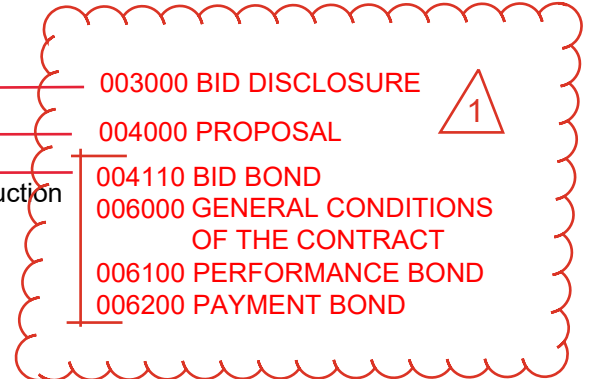 003000 BID DISCLOSURE
1
004000 PROPOSAL
004110 BID BOND
uction
006000 GENERAL CONDITIONS
OF THE CONTRACT
006100 PERFORMANCE BOND
006200 PAYMENT BOND